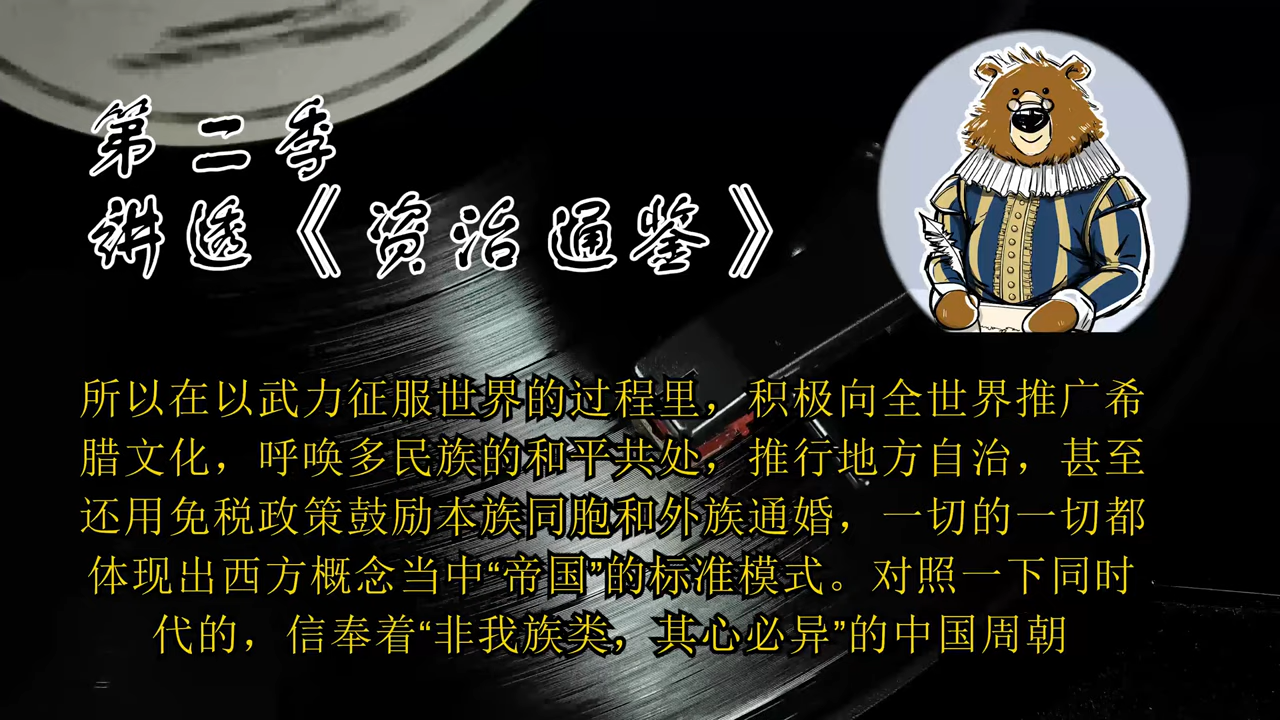 第二季
讲透《资治通鉴》
所以在以武力征服世界的过程里，积极向全世界推广希
腊文化，呼唤多民族的和平共处，推行地方自治，甚至
还用免税政策鼓励本族同胞和外族通婚，一切的一切都
体现出西方概念当中“帝国”的标准模式。对照一下同时
代的，信奉着“非我族类，其心必异”的中国周朝